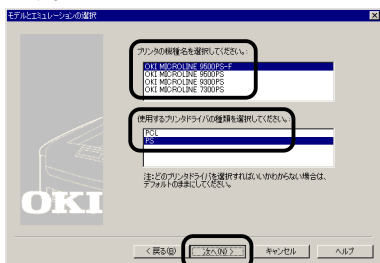 モデルとエミュレーションの選択
プリンタの機種名を選択してください。:
OKI MICROLINE 9500PS-F
OKI MICROLINE 9500PS
OKI MICROLINE 9300PS
OKI MICROLINE 7300PS
使用するプリンタドライバの種類を選択してください。:
PCL
PS
注:どのプリンタドライバを選択すればいいかわからない場合は、
デフォルトのままにしてください。
OKI
< 戻る(B)
次へ(N) >
キャンセル
ヘルプ